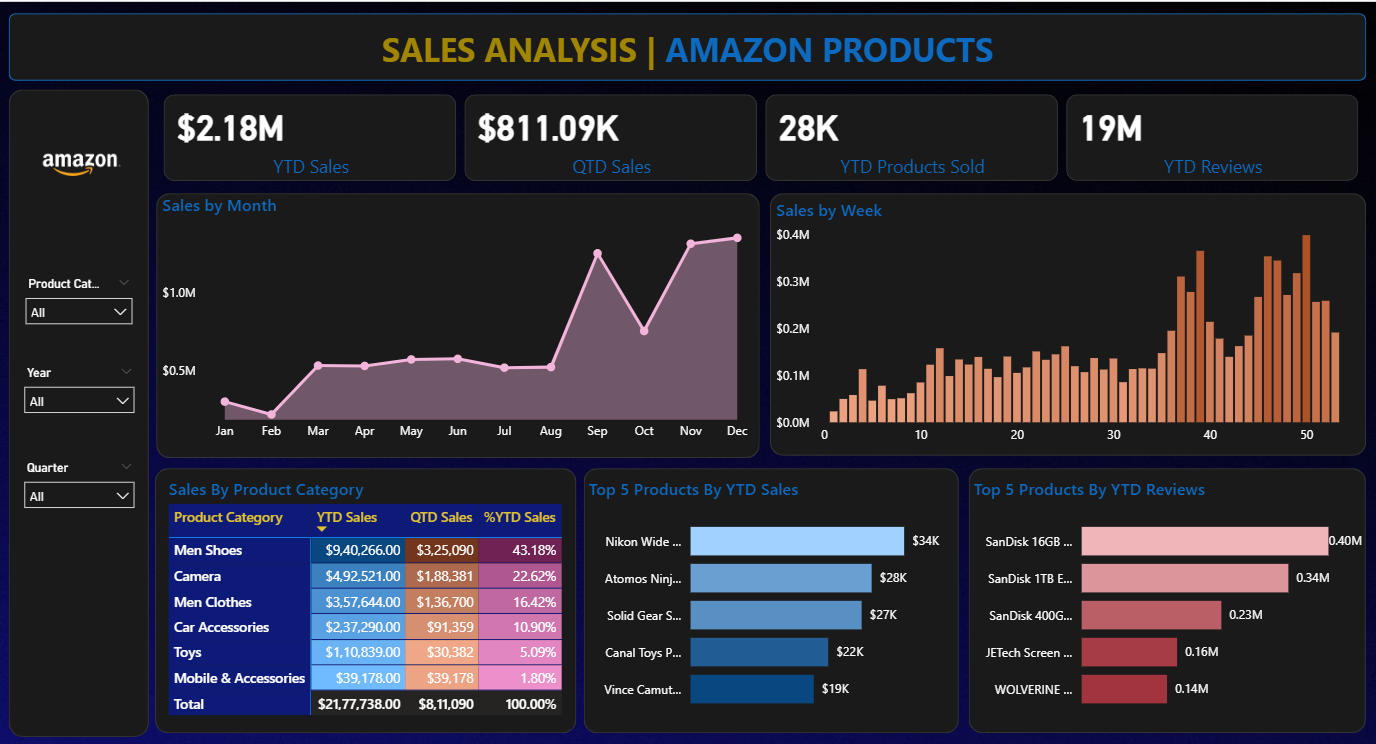 SALES ANALYSIS | AMAZON PRODUCTS
amazon
Product Cat...
All
Year
All
Quarter
All
$2.18M
YTD Sales
$811.09K
QTD Sales
28K
YTD Products Sold
19M
YTD Reviews
Sales by Month
$1.0M
$0.5M
Jan Feb Mar Apr May Jun Jul Aug Sep Oct Nov Dec
Sales by Week
$0.4M
$0.3M
$0.2M
$0.1M
$0.0M
0 10 20 30 40 50
Sales By Product Category
Product Category YTD Sales QTD Sales %YTD Sales
Men Shoes $9,40,266.00 $3,25,090 43.18%
Camera $4,92,521.00 $1,88,381 22.62%
Men Clothes $3,57,644.00 $1,36,700 16.42%
Car Accessories $2,37,290.00 $91,359 10.90%
Toys $1,10,839.00 $30,382 5.09%
Mobile & Accessories $39,178.00 $39,178 1.80%
Total $21,77,738.00 $8,11,090 100.00%
Top 5 Products By YTD Sales
Nikon Wide ... $34K
Atomos Ninj... $28K
Solid Gear S... $27K
Canal Toys P... $22K
Vince Camut... $19K
Top 5 Products By YTD Reviews
SanDisk 16GB ... 0.40M
SanDisk 1TB E... 0.34M
SanDisk 400G... 0.23M
JETech Screen ... 0.16M
WOLVERINE ... 0.14M